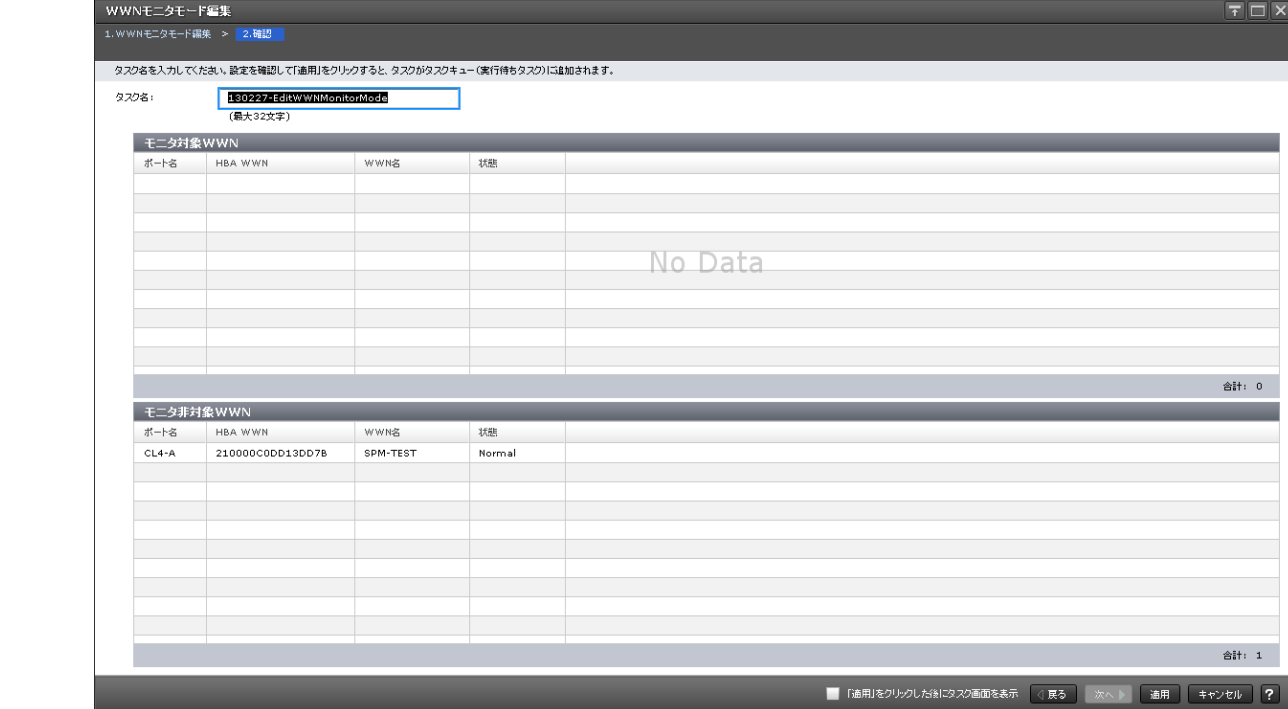 WWNモニタモード編集
1.WWNモニタモード編集 > 2.確認
タスク名を入力してください。設定を確認して「適用」をクリックすると、タスクがタスクキュー(実行待ちタスク)に追加されます。
タスク名: 130227-EditWWNMonitorMode
(最大32文字)
モニタ対象WWN
ポート名 HBA WWN WWN名 状態
No Data
合計: 0
モニタ非対象WWN
ポート名 HBA WWN WWN名 状態
CL4-A 210000C0DD13DD7B SPM-TEST Normal
合計: 1
「適用」をクリックした後にタスク画面を表示 戻る 次へ 適用 キャンセル ?